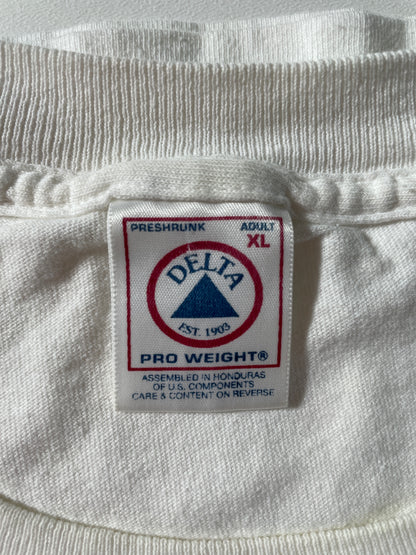 PRESHRUNK ADULT
XL
DELTA
EST. 1903
PRO WEIGHT®
ASSEMBLED IN HONDURAS
OF U.S. COMPONENTS
CARE & CONTENT ON REVERSE